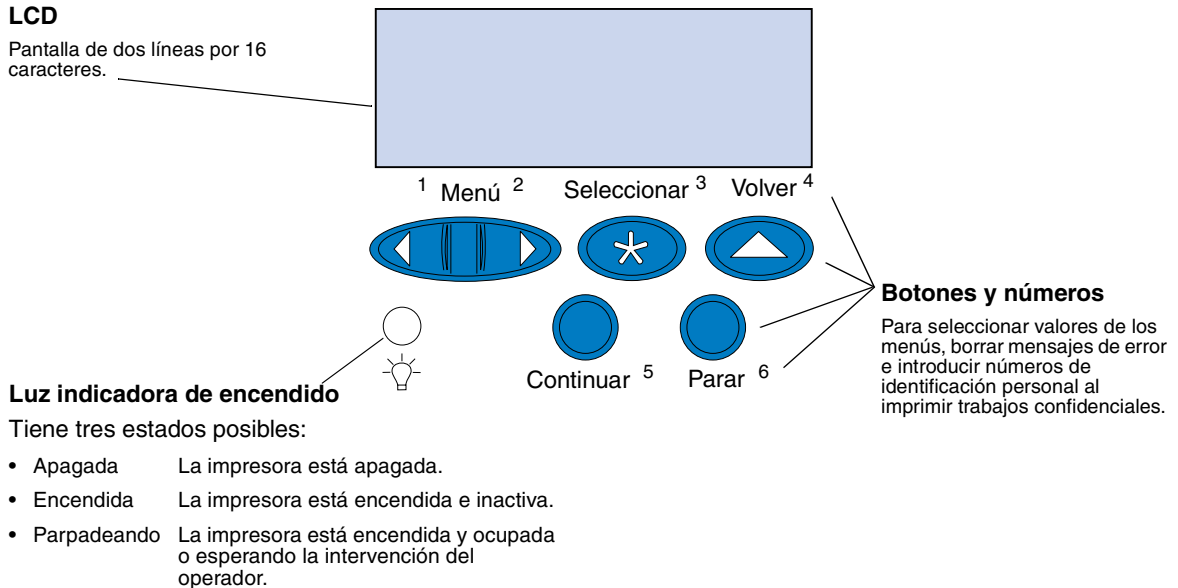 LCD
Pantalla de dos líneas por 16
caracteres.
1 Menú 2 Seleccionar 3 Volver 4
Continuar 5 Parar 6
Botones y números
Para seleccionar valores de los
menús, borrar mensajes de error
e introducir números de
identificación personal al
imprimir trabajos confidenciales.
Luz indicadora de encendido
Tiene tres estados posibles:
• Apagada La impresora está apagada.
• Encendida La impresora está encendida e inactiva.
• Parpadeando La impresora está encendida y ocupada
o esperando la intervención del
operador.